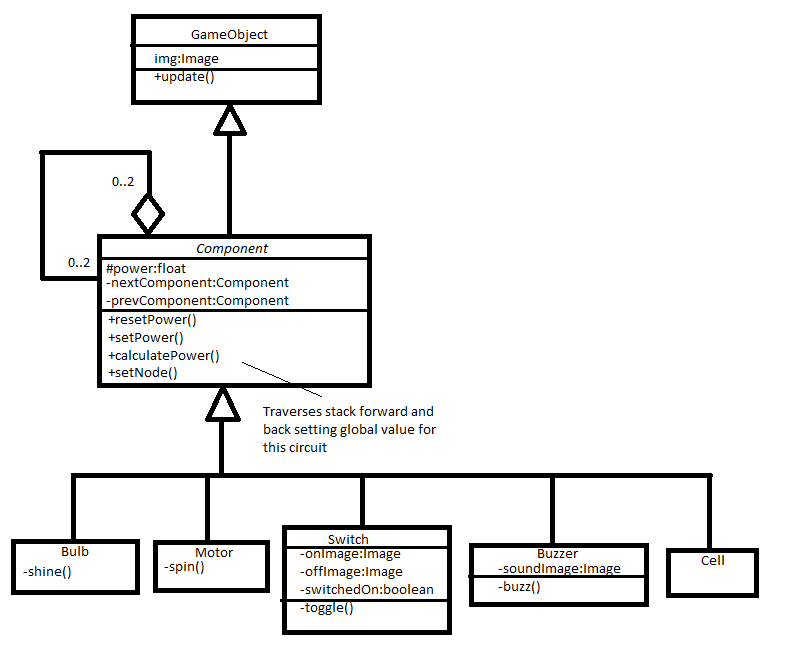 GameObject
img:Image
+update()
0..2
0..2
Component
#power:float
-nextComponent:Component
-prevComponent:Component
+resetPower()
+setPower()
+calculatePower()
+setNode()
Traverses stack forward and
back setting global value for
this circuit
Bulb
-shine()
Motor
-spin()
Switch
-onImage:Image
-offImage:Image
-switchedOn:boolean
-toggle()
Buzzer
-soundImage:Image
-buzz()
Cell